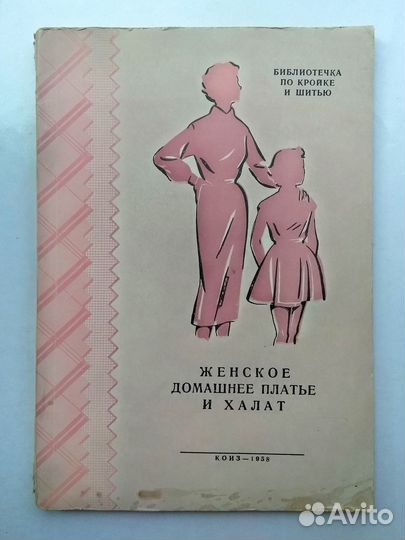 БИБЛИОТЕЧКА
ПО КРОЙКЕ
И ШИТЬЮ
ЖЕНСКОЕ
ДОМАШНЕЕ ПЛАТЬЕ
И ХАЛАТ
КОИЗ—1958
Avito